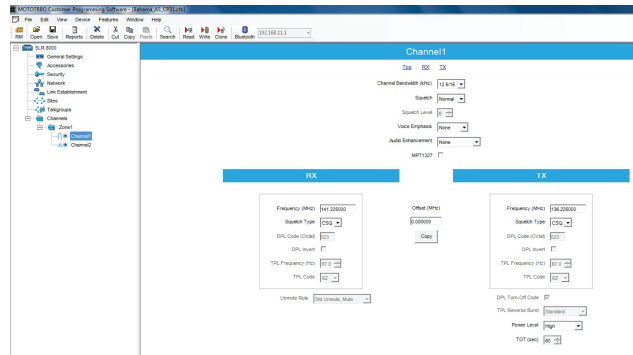 MOTOTRBO Customer Programming Software - [Baharea_AS_CP31.ctb]
File Edit View Device Features Window Help
RM Open Save Reports Delete Cut Copy Paste Search Read Write Clone Bluetooth 192.168.11.1
SLR 8000
General Settings
Accessories
Security
Network
Link Establishment
Sites
Talkgroups
Channels
Zone1
Channel1
Channel2
Channel1
Top RX TX
Channel Bandwidth (kHz) 12.5/15
Squelch Normal
Squelch Level 6
Voice Emphasis None
Audio Enhancement None
MPT1327
RX
Frequency (MHz) 141.225000
Squelch Type CSQ
DPL Code (Octal) 023
DPL Invert
TPL Frequency (Hz) 67.0
TPL Code XZ
Unmute Rule Std Unmute, Mute
Offset (MHz)
0.000000
Copy
TX
Frequency (MHz) 136.225000
Squelch Type CSQ
DPL Code (Octal) 023
DPL Invert
TPL Frequency (Hz) 67.0
TPL Code XZ
DPL Turn-Off Code
TPL Reverse Burst Standard
Power Level High
TOT (sec) 60